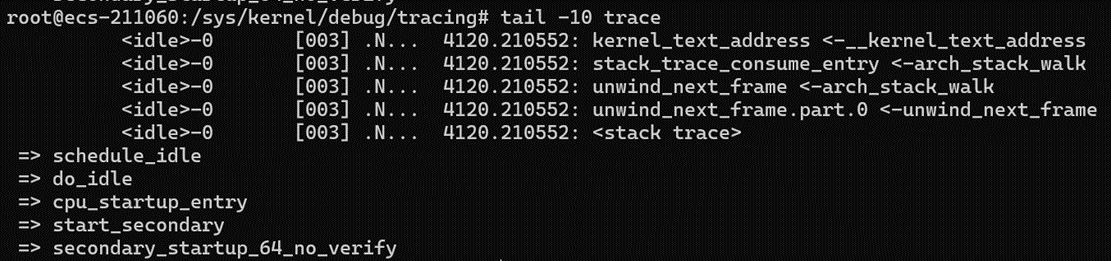 root@ecs-211060:/sys/kernel/debug/tracing# tail -10 trace
<idle>-0 [003] .N... 4120.210552: kernel_text_address <-__kernel_text_address
<idle>-0 [003] .N... 4120.210552: stack_trace_consume_entry <-arch_stack_walk
<idle>-0 [003] .N... 4120.210552: unwind_next_frame <-arch_stack_walk
<idle>-0 [003] .N... 4120.210552: unwind_next_frame.part.0 <-unwind_next_frame
<idle>-0 [003] .N... 4120.210552: <stack trace>
=> schedule_idle
=> do_idle
=> cpu_startup_entry
=> start_secondary
=> secondary_startup_64_no_verify